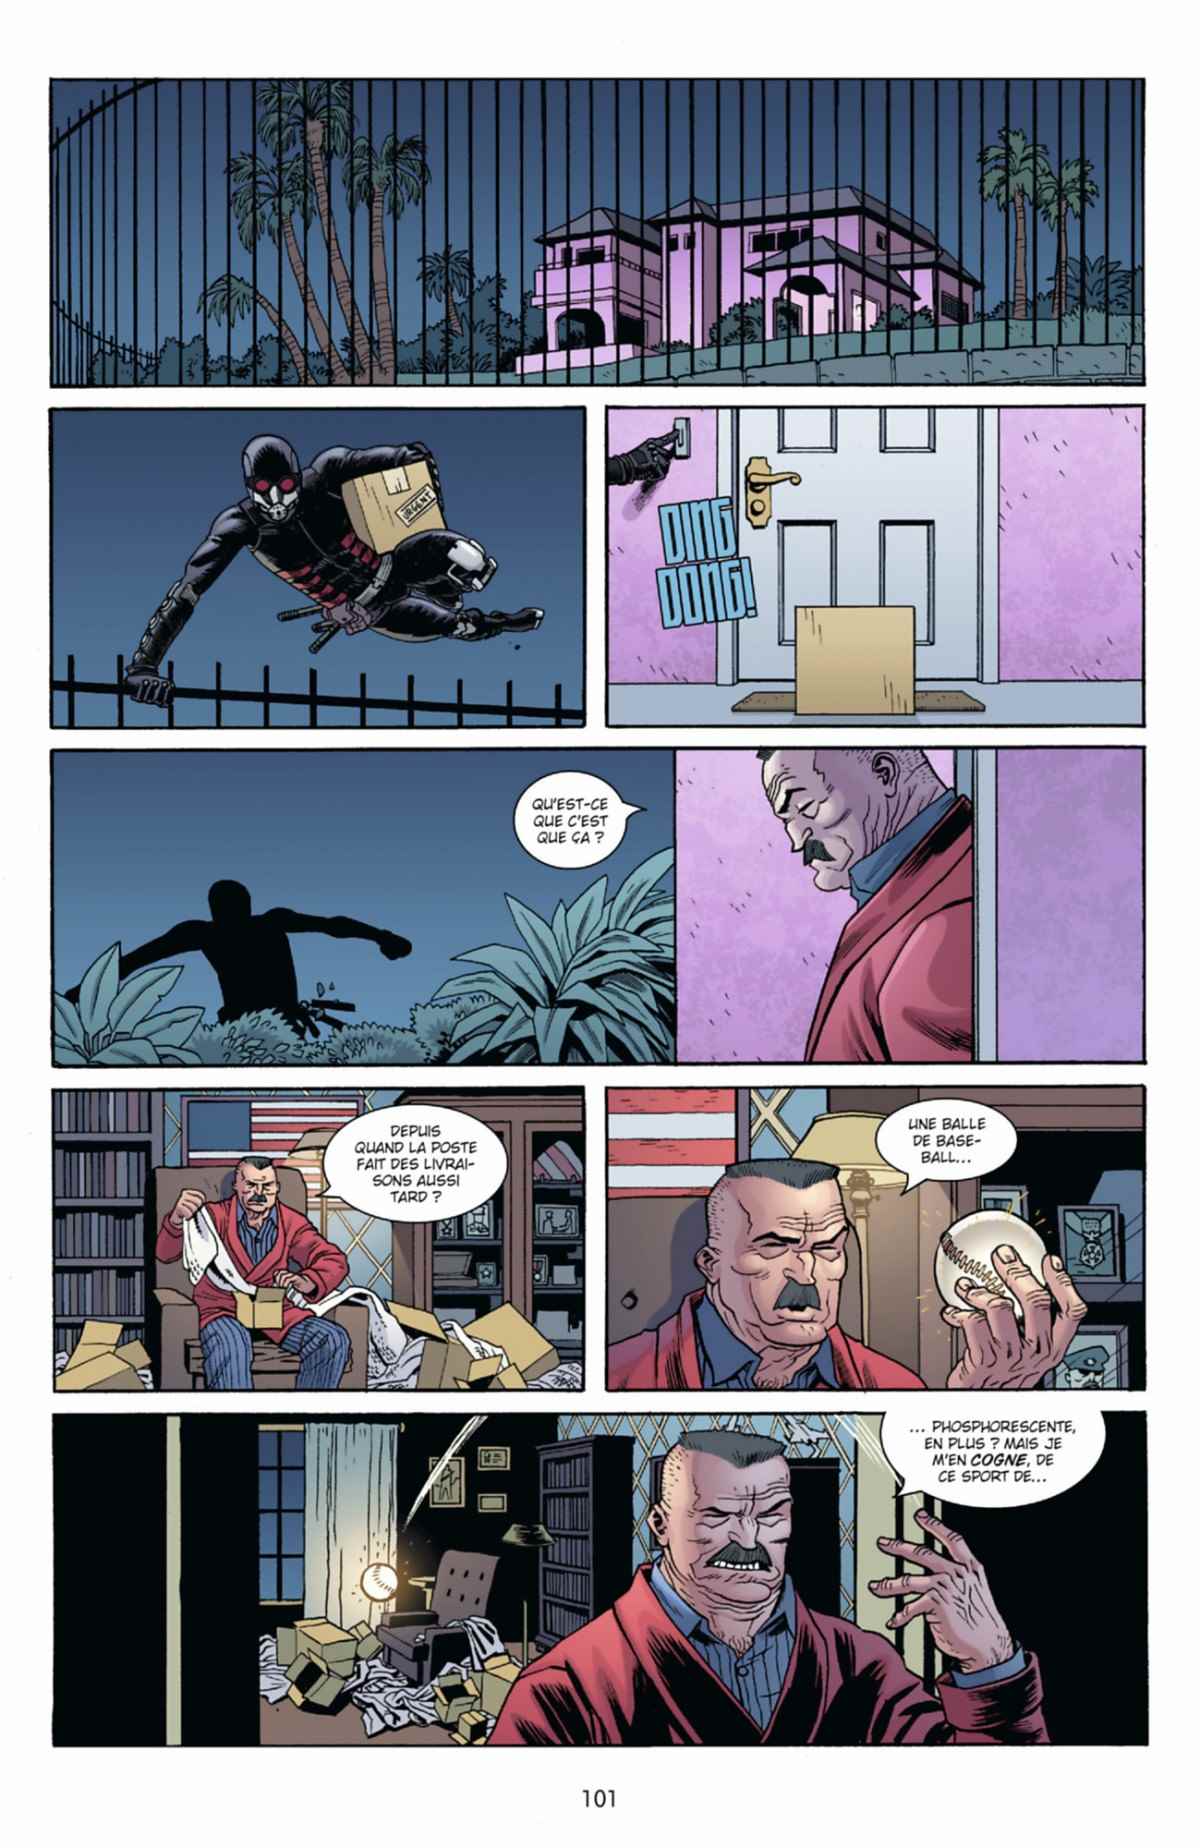 URGENT
DING
DONG!
QU'EST-CE
QUE C'EST
QUE ÇA ?
DEPUIS
QUAND LA POSTE
FAIT DES LIVRAI-
SONS AUSSI
TARD ?
UNE BALLE
DE BASE-
BALL...
... PHOSPHORESCENTE,
EN PLUS ? MAIS JE
M'EN COGNE, DE
CE SPORT DE...
101